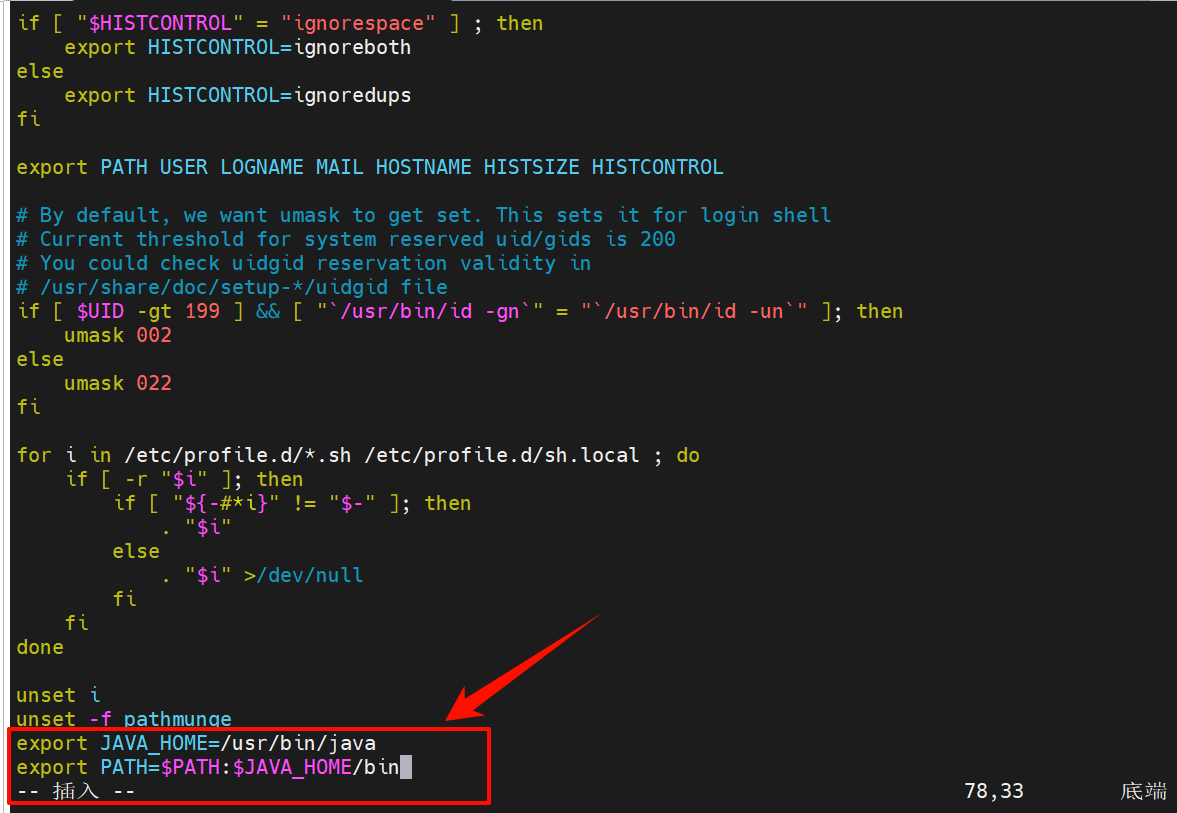 if [ "$HISTCONTROL" = "ignorespace" ] ; then
    export HISTCONTROL=ignoreboth
else
    export HISTCONTROL=ignoredups
fi

export PATH USER LOGNAME MAIL HOSTNAME HISTSIZE HISTCONTROL

# By default, we want umask to get set. This sets it for login shell
# Current threshold for system reserved uid/gids is 200
# You could check uidgid reservation validity in
# /usr/share/doc/setup-*/uidgid file
if [ $UID -gt 199 ] && [ "`/usr/bin/id -gn`" = "`/usr/bin/id -un`" ]; then
    umask 002
else
    umask 022
fi

for i in /etc/profile.d/*.sh /etc/profile.d/sh.local ; do
    if [ -r "$i" ]; then
        if [ "${-#*i}" != "$-" ]; then
            . "$i"
        else
            . "$i" >/dev/null
        fi
    fi
done

unset i
unset -f pathmunge
export JAVA_HOME=/usr/bin/java
export PATH=$PATH:$JAVA_HOME/bin
-- 插入 -- 78,33 底端